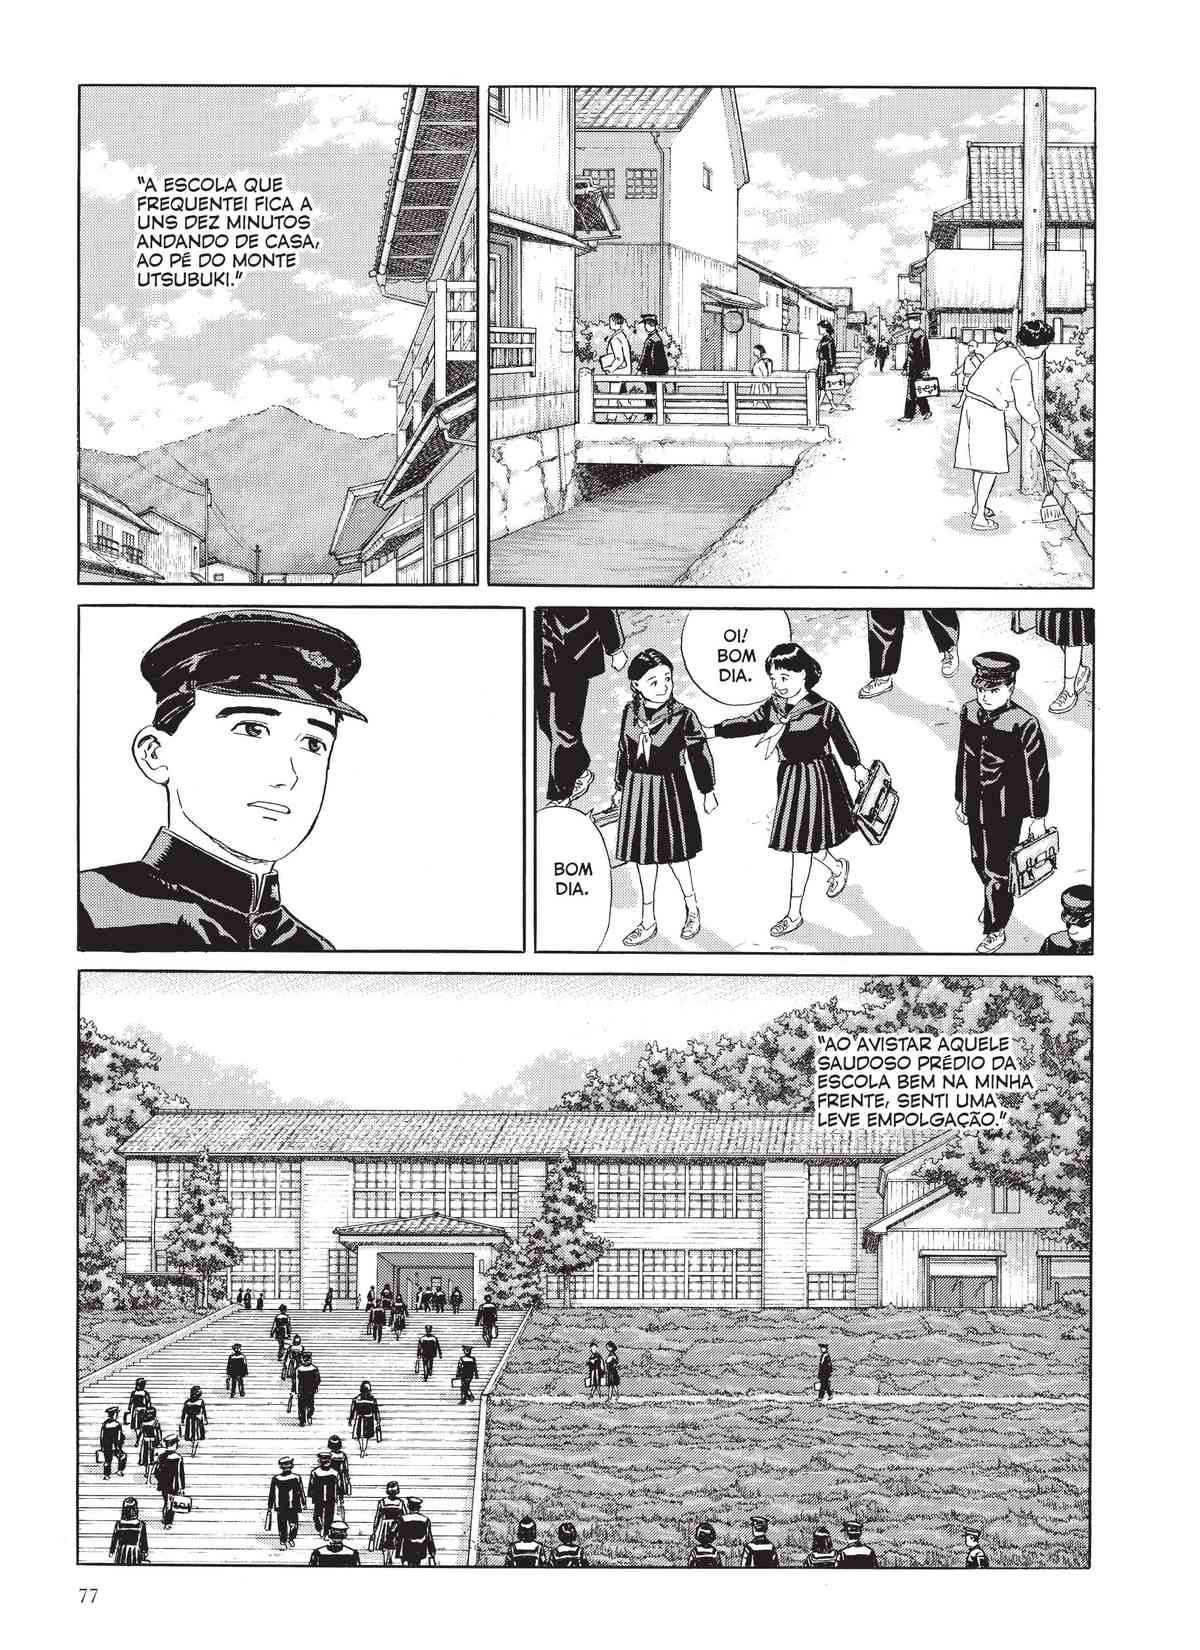 "A ESCOLA QUE
FREQUENTEI FICA A
UNS DEZ MINUTOS
ANDANDO DE CASA,
AO PÉ DO MONTE
UTSUBUKI."
OI!
BOM
DIA.
BOM
DIA.
"AO AVISTAR AQUELE
SAUDOSO PRÉDIO DA
ESCOLA BEM NA MINHA
FRENTE, SENTI UMA
LEVE EMPOLGAÇÃO."
77